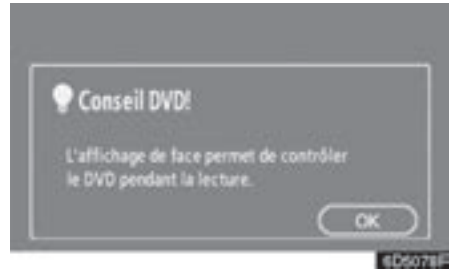 Conseil DVD!
L'affichage de face permet de contrôler
le DVD pendant la lecture.
OK
6D5078F